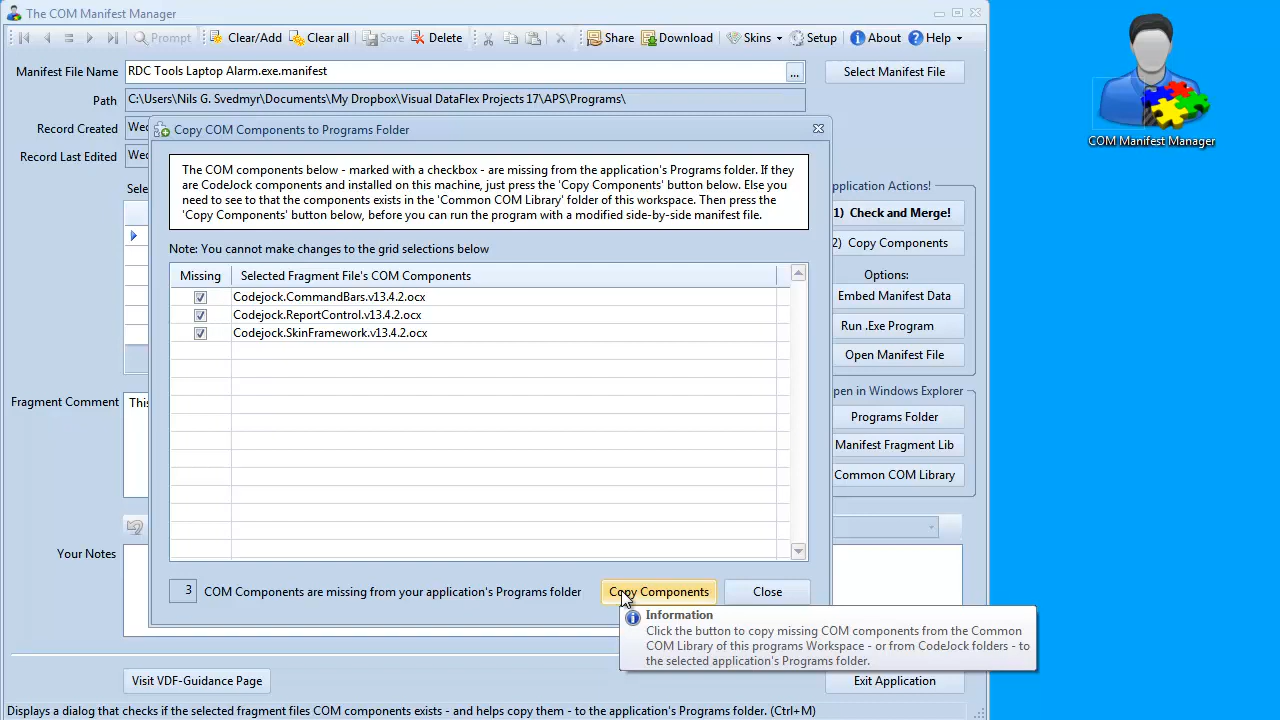 The COM Manifest Manager
Prompt Clear/Add Clear all Save Delete Share Download Skins Setup About Help
Manifest File Name RDC Tools Laptop Alarm.exe.manifest ... Select Manifest File
Path C:\Users\Nils G. Svedmyr\Documents\My Dropbox\Visual DataFlex Projects 17\APS\Programs\
Record Created Wed
Record Last Edited Wed
Sele
Copy COM Components to Programs Folder
The COM components below - marked with a checkbox - are missing from the application's Programs folder. If they
are CodeJock components and installed on this machine, just press the 'Copy Components' button below. Else you
need to see to that the components exists in the 'Common COM Library' folder of this workspace. Then press the
'Copy Components' button below, before you can run the program with a modified side-by-side manifest file.
Note: You cannot make changes to the grid selections below
Missing Selected Fragment File's COM Components
Codejock.CommandBars.v13.4.2.ocx
Codejock.ReportControl.v13.4.2.ocx
Codejock.SkinFramework.v13.4.2.ocx
3 COM Components are missing from your application's Programs folder Copy Components Close
Information
Click the button to copy missing COM components from the Common
COM Library of this programs Workspace - or from CodeJock folders - to
the selected application's Programs folder.
pplication Actions!
1) Check and Merge!
2) Copy Components
Options:
Embed Manifest Data
Run .Exe Program
Open Manifest File
pen in Windows Explorer
Programs Folder
Manifest Fragment Lib
Common COM Library
Fragment Comment This
Your Notes
Visit VDF-Guidance Page Exit Application
Displays a dialog that checks if the selected fragment files COM components exists - and helps copy them - to the application's Programs folder. (Ctrl+M)
COM Manifest Manager